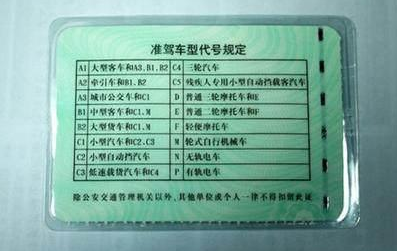 准驾车型代号规定
A1 大型客车和A3.B1.B2 C4 三轮汽车
A2 牵引车和B1.B2 C5 残疾人专用小型自动挡载客汽车
A3 城市公交车和C1 D 普通三轮摩托车和E
B1 中型客车和C1.M E 普通二轮摩托车和F
B2 大型货车和C1.M F 轻便摩托车
C1 小型汽车和C2.C3 M 轮式自行机械车
C2 小型自动挡汽车 N 无轨电车
C3 低速载货汽车和C4 P 有轨电车
除公安交通管理机关以外，其他单位或个人一律不得扣留此证